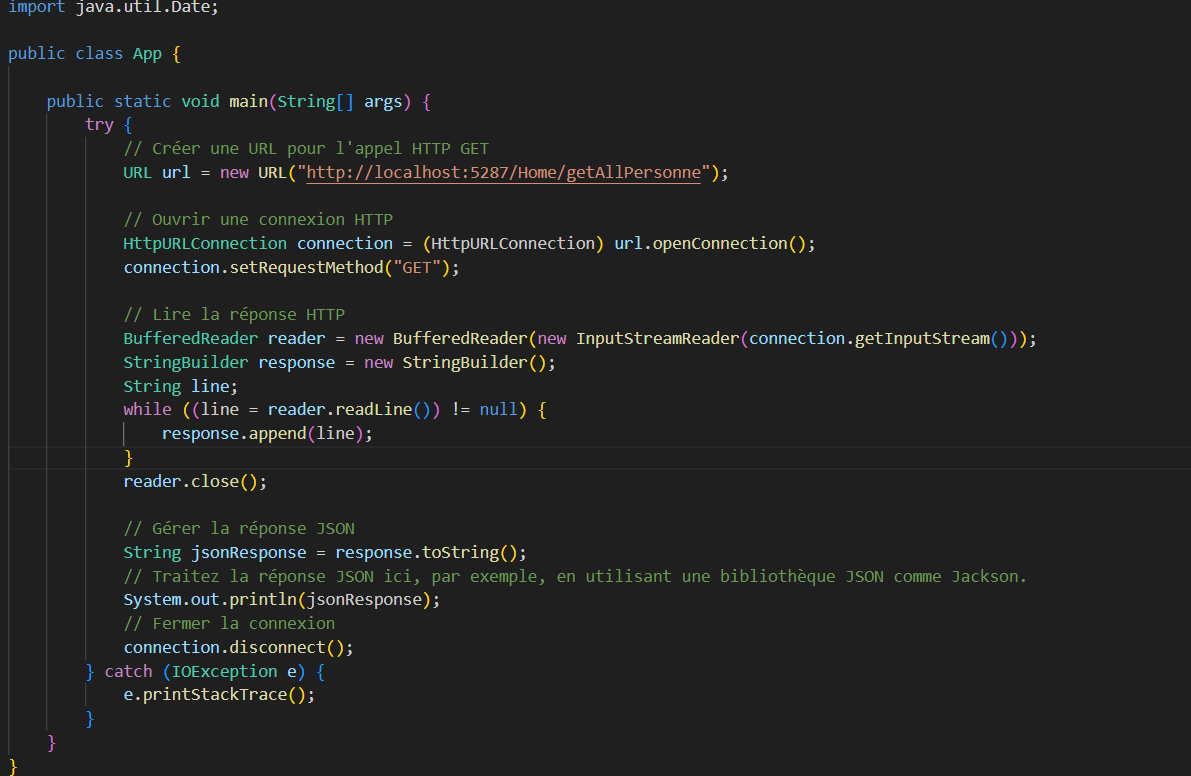 import java.util.Date;
public class App {
public static void main(String[] args) {
try {
// Créer une URL pour l'appel HTTP GET
URL url = new URL("http://localhost:5287/Home/getAllPersonne");
// Ouvrir une connexion HTTP
HttpURLConnection connection = (HttpURLConnection) url.openConnection();
connection.setRequestMethod("GET");
// Lire la réponse HTTP
BufferedReader reader = new BufferedReader(new InputStreamReader(connection.getInputStream()));
StringBuilder response = new StringBuilder();
String line;
while ((line = reader.readLine()) != null) {
response.append(line);
}
reader.close();
// Gérer la réponse JSON
String jsonResponse = response.toString();
// Traitez la réponse JSON ici, par exemple, en utilisant une bibliothèque JSON comme Jackson.
System.out.println(jsonResponse);
// Fermer la connexion
connection.disconnect();
} catch (IOException e) {
e.printStackTrace();
}
}
}